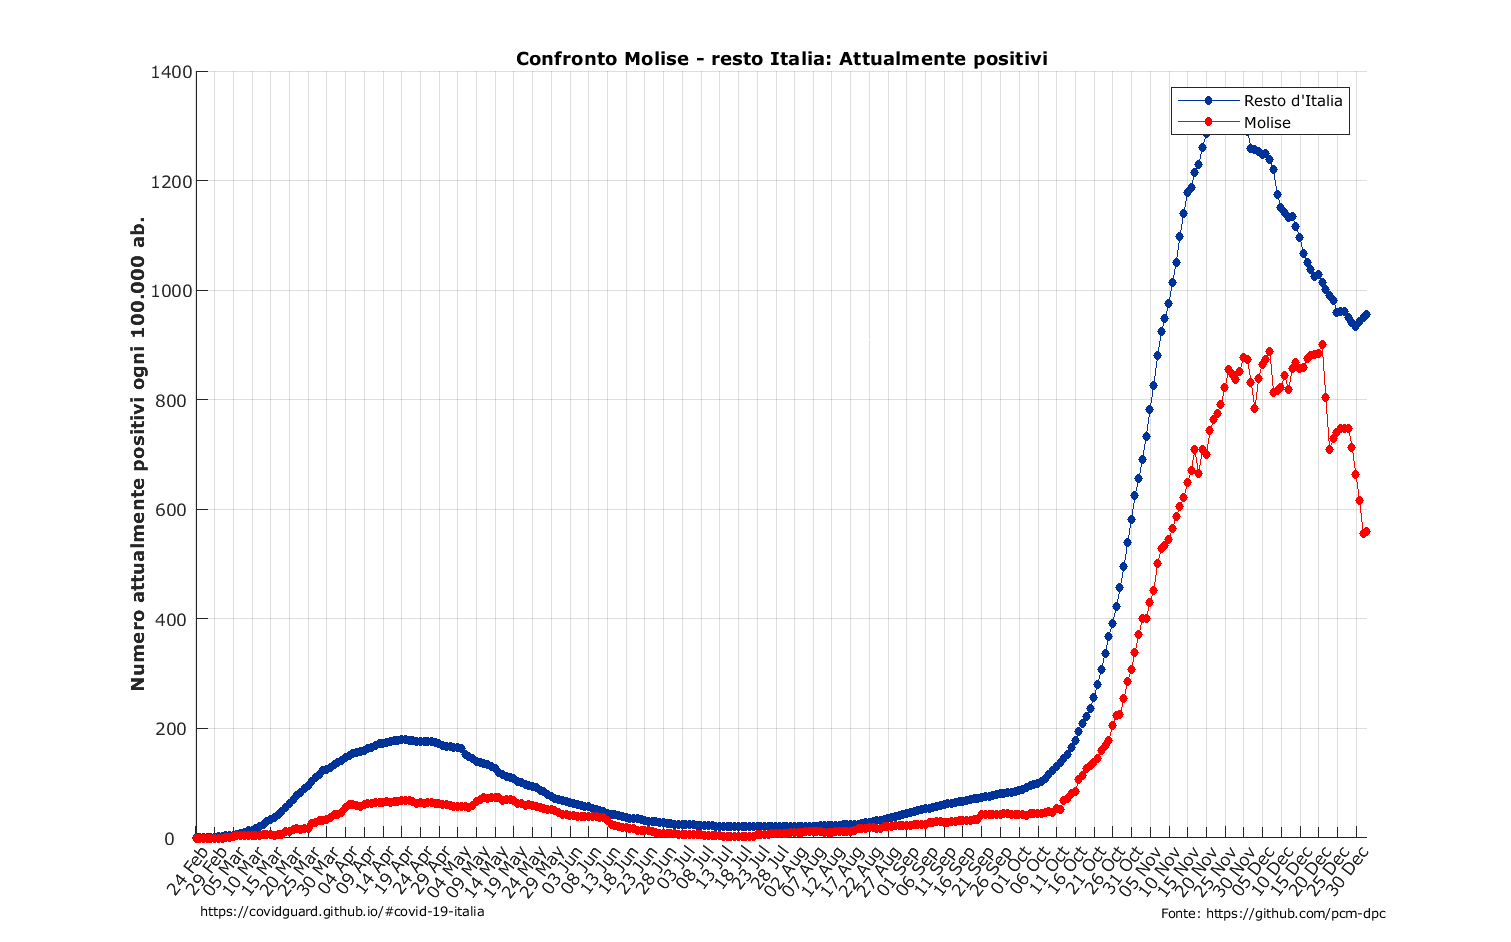 Confronto Molise - resto Italia: Attualmente positivi
Numero attualmente positivi ogni 100.000 ab.
1400
1200
1000
800
600
400
200
0
Resto d'Italia
Molise
24 Feb
29 Feb
05 Mar
10 Mar
15 Mar
20 Mar
25 Mar
30 Mar
04 Apr
09 Apr
14 Apr
19 Apr
24 Apr
29 Apr
04 May
09 May
14 May
19 May
24 May
29 May
03 Jun
08 Jun
13 Jun
18 Jun
23 Jun
28 Jun
03 Jul
08 Jul
13 Jul
18 Jul
23 Jul
28 Jul
02 Aug
07 Aug
12 Aug
17 Aug
22 Aug
27 Aug
01 Sep
06 Sep
11 Sep
16 Sep
21 Sep
26 Sep
01 Oct
06 Oct
11 Oct
16 Oct
21 Oct
26 Oct
31 Oct
05 Nov
10 Nov
15 Nov
20 Nov
25 Nov
30 Nov
05 Dec
10 Dec
15 Dec
20 Dec
25 Dec
30 Dec
https://covidguard.github.io/#covid-19-italia
Fonte: https://github.com/pcm-dpc